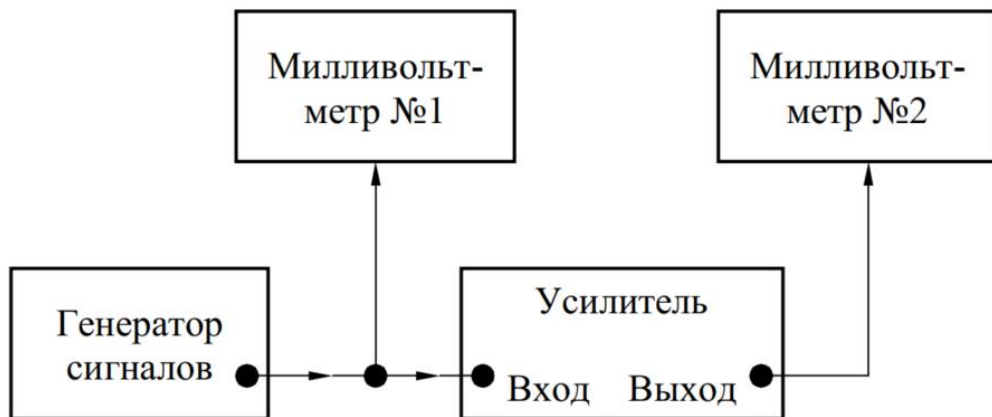 Милливольт-
метр №1
Милливольт-
метр №2
Генератор
сигналов
Усилитель
Вход Выход